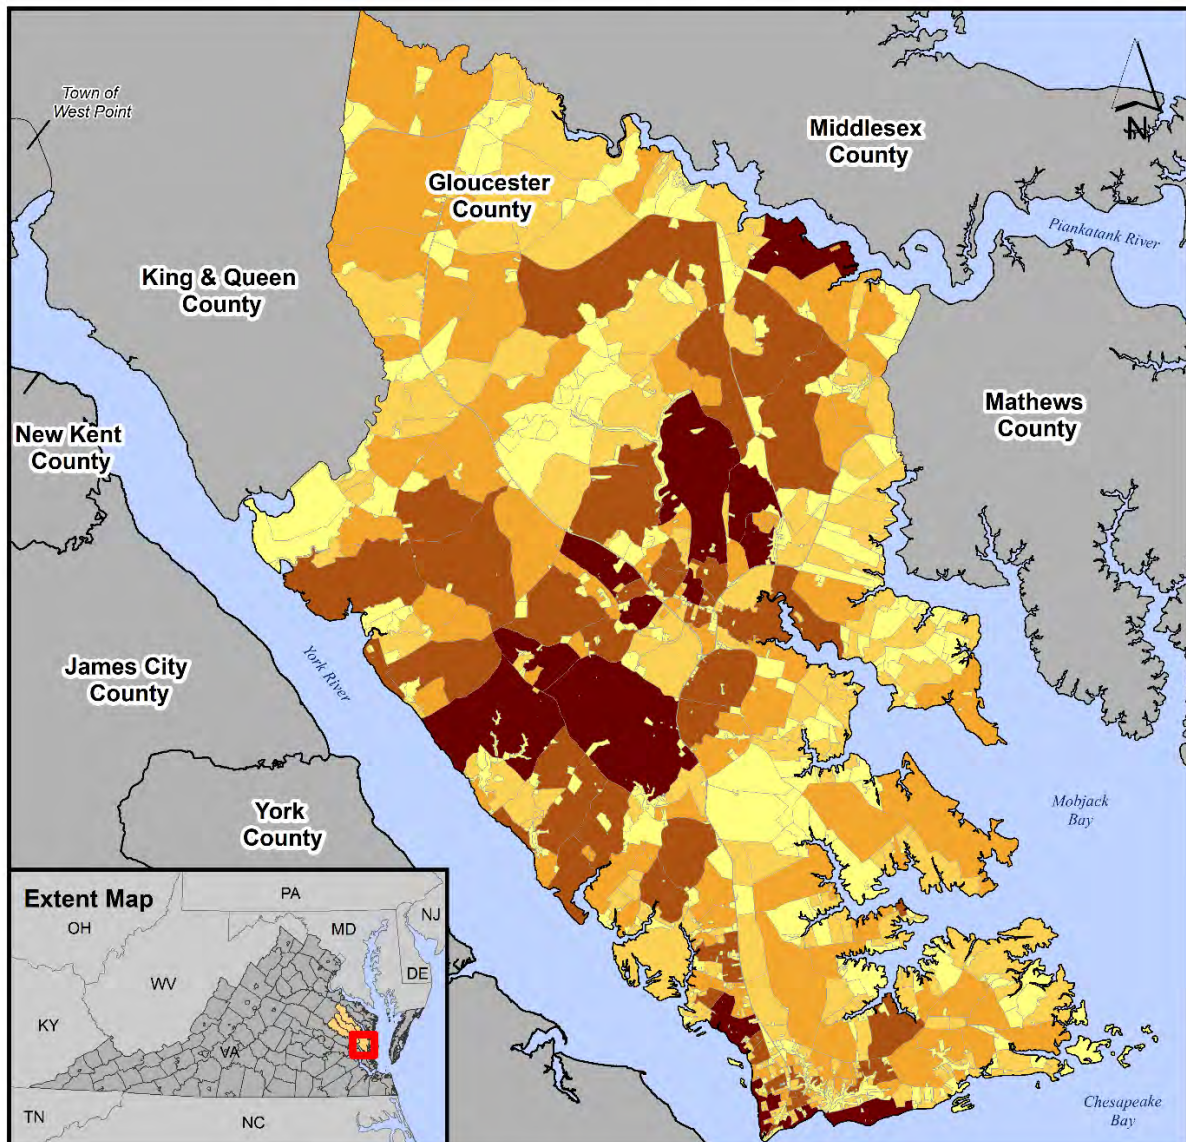 Town of
West Point
Middlesex
County
N
Gloucester
County
Piankatank River
King & Queen
County
Mathews
County
New Kent
County
James City
County
York River
York
County
Mobjack
Bay
Extent Map
PA
OH
MD
NJ
DE
WV
KY
VA
TN
NC
Chesapeake
Bay